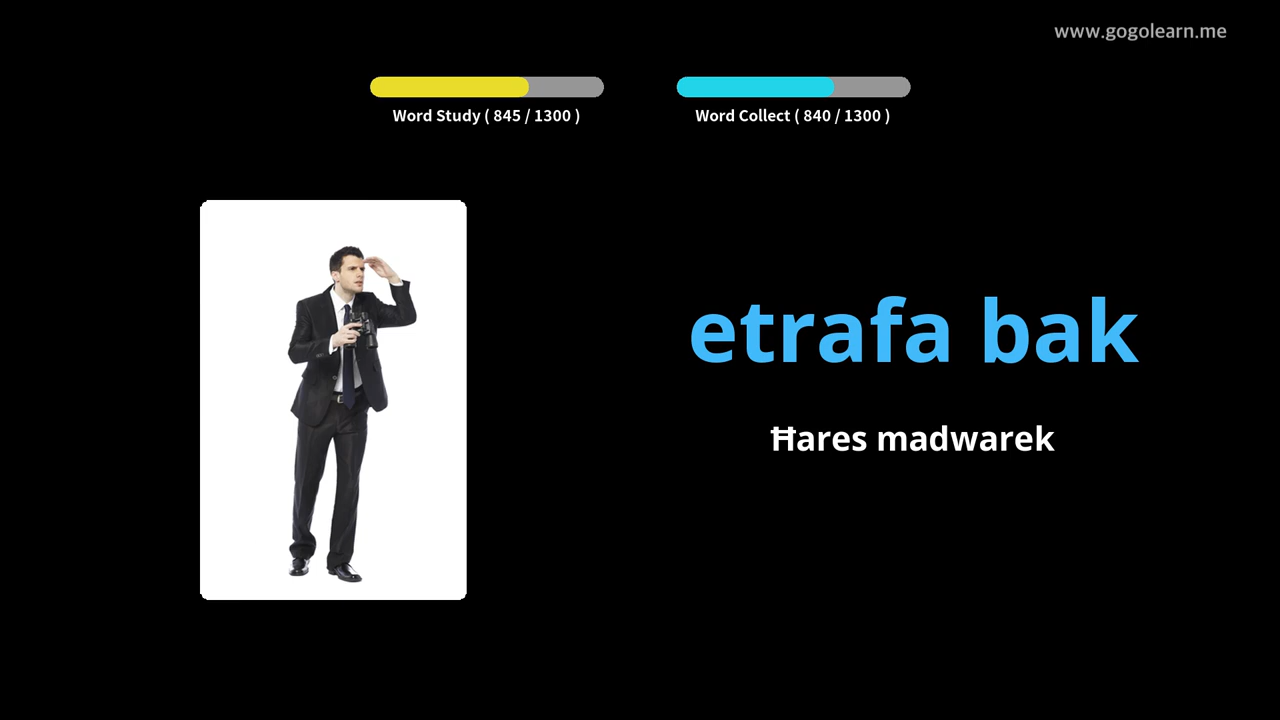 www.gogolearn.me
Word Study ( 845 / 1300 )
Word Collect ( 840 / 1300 )
etrafa bak
Ħares madwarek